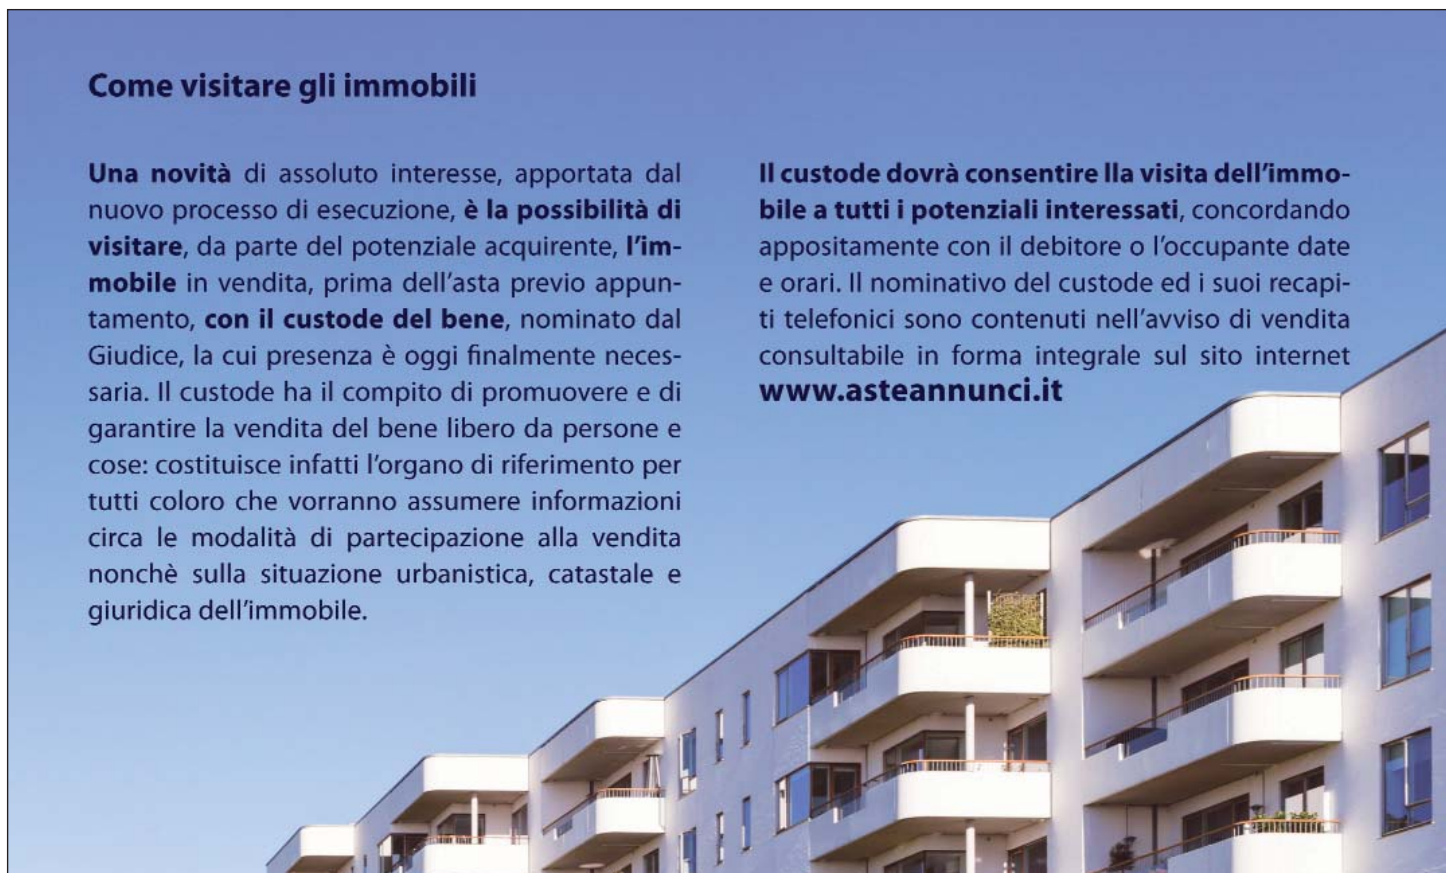 Come visitare gli immobili
Una novità di assoluto interesse, apportata dal
nuovo processo di esecuzione, è la possibilità di
visitare, da parte del potenziale acquirente, l’im-
mobile in vendita, prima dell’asta previo appun-
tamento, con il custode del bene, nominato dal
Giudice, la cui presenza è oggi finalmente neces-
saria. Il custode ha il compito di promuovere e di
garantire la vendita del bene libero da persone e
cose: costituisce infatti l’organo di riferimento per
tutti coloro che vorranno assumere informazioni
circa le modalità di partecipazione alla vendita
nonchè sulla situazione urbanistica, catastale e
giuridica dell’immobile.
Il custode dovrà consentire lla visita dell’immo-
bile a tutti i potenziali interessati, concordando
appositamente con il debitore o l’occupante date
e orari. Il nominativo del custode ed i suoi recapi-
ti telefonici sono contenuti nell’avviso di vendita
consultabile in forma integrale sul sito internet
www.asteannunci.it